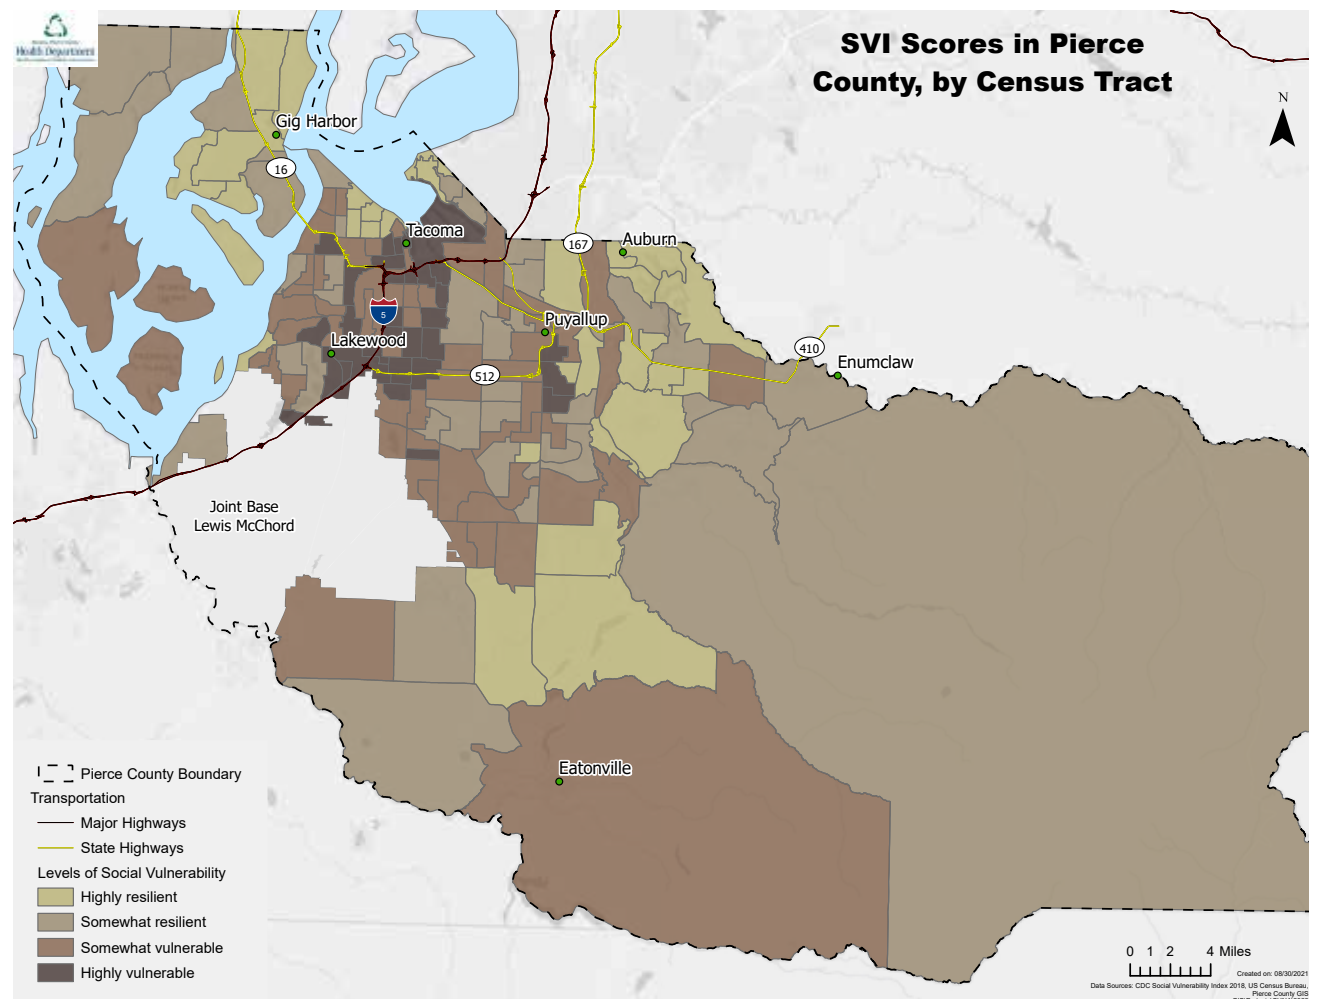 Health Department
SVI Scores in Pierce
County, by Census Tract
N
Gig Harbor
16
Tacoma
167
Auburn
5
Puyallup
Lakewood
410
Enumclaw
512
Joint Base
Lewis McChord
Eatonville
Pierce County Boundary
Transportation
Major Highways
State Highways
Levels of Social Vulnerability
Highly resilient
Somewhat resilient
Somewhat vulnerable
Highly vulnerable
0 1 2 4 Miles
Created on: 08/30/2021
Data Sources: CDC Social Vulnerability Index 2018, US Census Bureau,
Pierce County GIS